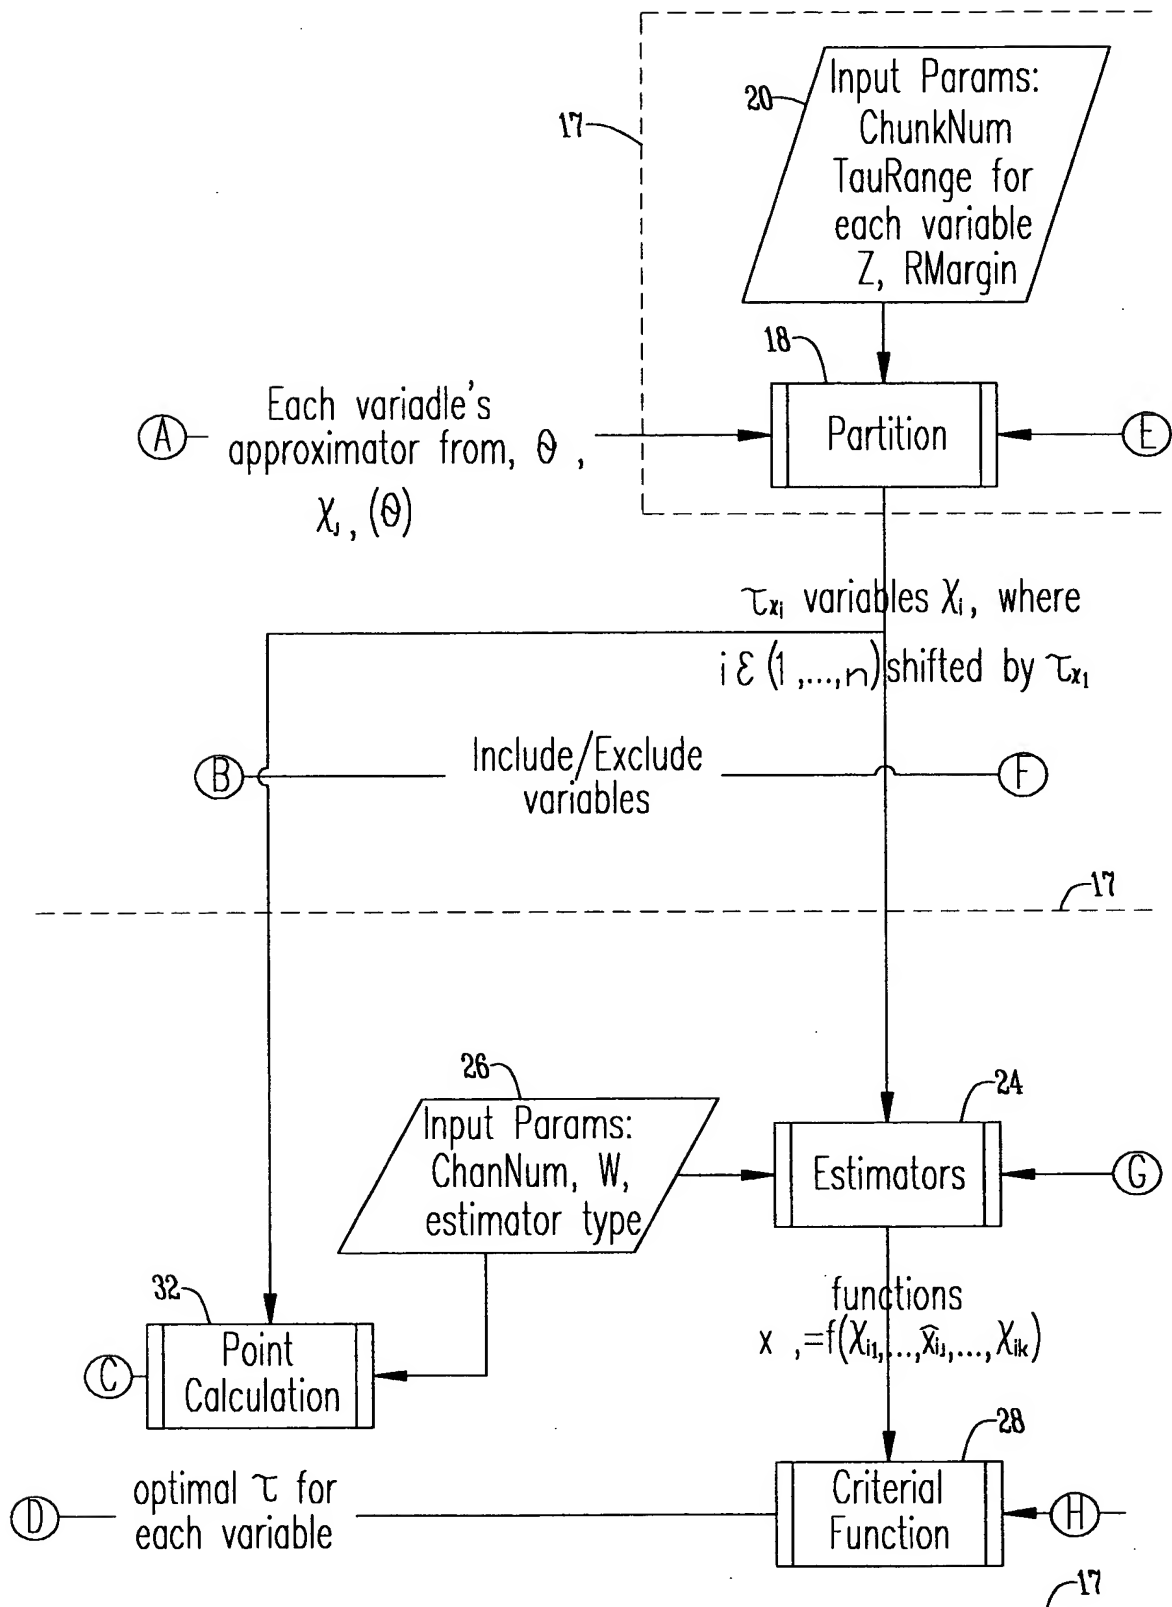 20
Input Params:
ChunkNum
TauRange for
each variable
Z, RMargin
17
18
Partition
A
Each variadle's
approximator from, θ ,
χⱼ , (θ)
E
τxi variables χi, where
i ε (1 ,...,n) shifted by τx1
B
Include/Exclude
variables
F
17
26
Input Params:
ChanNum, W,
estimator type
24
Estimators
G
32
Point
Calculation
C
functions
x ,=f(χi1,...,x̂iⱼ,...,χik)
28
Criterial
Function
H
D
optimal τ for
each variable
17